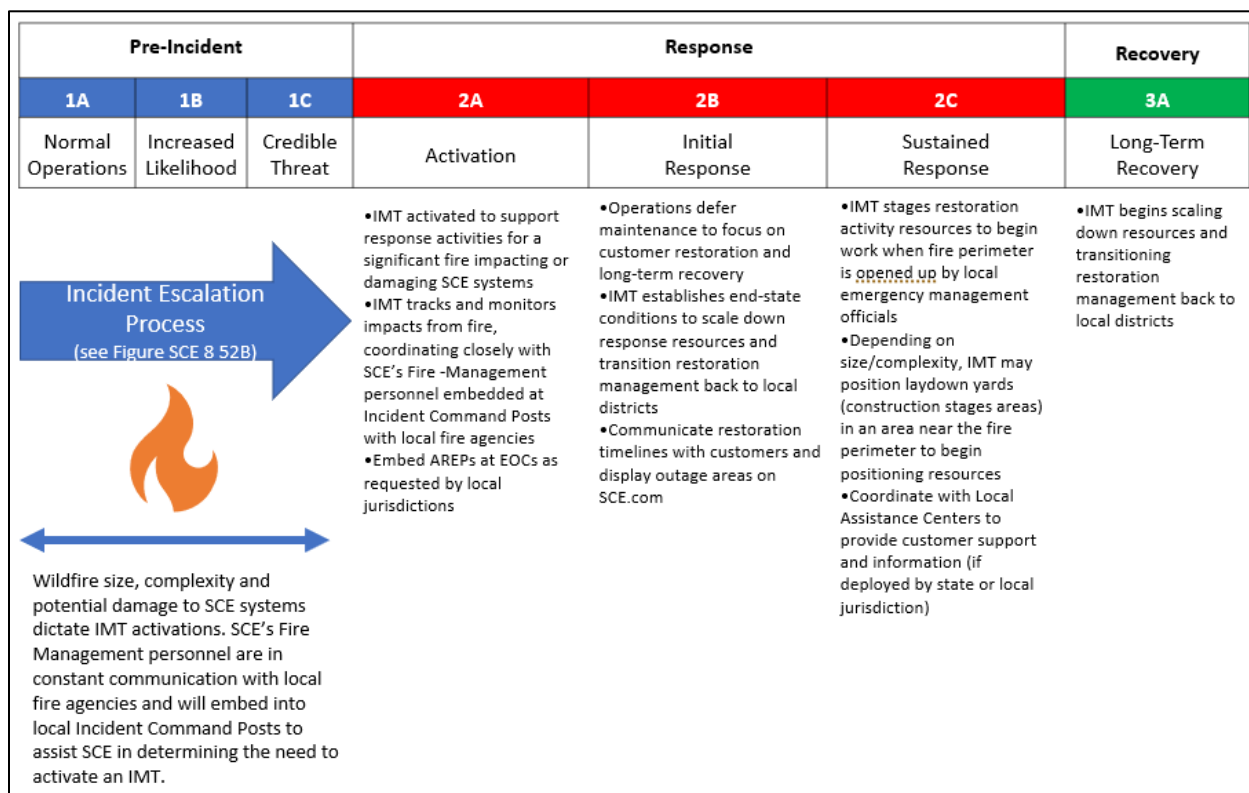 Pre-Incident
Response
Recovery
1A
1B
1C
2A
2B
2C
3A
Normal
Operations
Increased
Likelihood
Credible
Threat
Activation
Initial
Response
Sustained
Response
Long-Term
Recovery
Incident Escalation
Process
(see Figure SCE 8 52B)
Wildfire size, complexity and
potential damage to SCE systems
dictate IMT activations. SCE's Fire
Management personnel are in
constant communication with local
fire agencies and will embed into
local Incident Command Posts to
assist SCE in determining the need to
activate an IMT.
•IMT activated to support
response activities for a
significant fire impacting or
damaging SCE systems
•IMT tracks and monitors
impacts from fire,
coordinating closely with
SCE's Fire -Management
personnel embedded at
Incident Command Posts
with local fire agencies
•Embed AREPs at EOCs as
requested by local
jurisdictions
•Operations defer
maintenance to focus on
customer restoration and
long-term recovery
•IMT establishes end-state
conditions to scale down
response resources and
transition restoration
management back to local
districts
•Communicate restoration
timelines with customers and
display outage areas on
SCE.com
•IMT stages restoration
activity resources to begin
work when fire perimeter
is opened up by local
emergency management
officials
•Depending on
size/complexity, IMT may
position laydown yards
(construction stages areas)
in an area near the fire
perimeter to begin
positioning resources
•Coordinate with Local
Assistance Centers to
provide customer support
and information (if
deployed by state or local
jurisdiction)
•IMT begins scaling
down resources and
transitioning
restoration
management back to
local districts